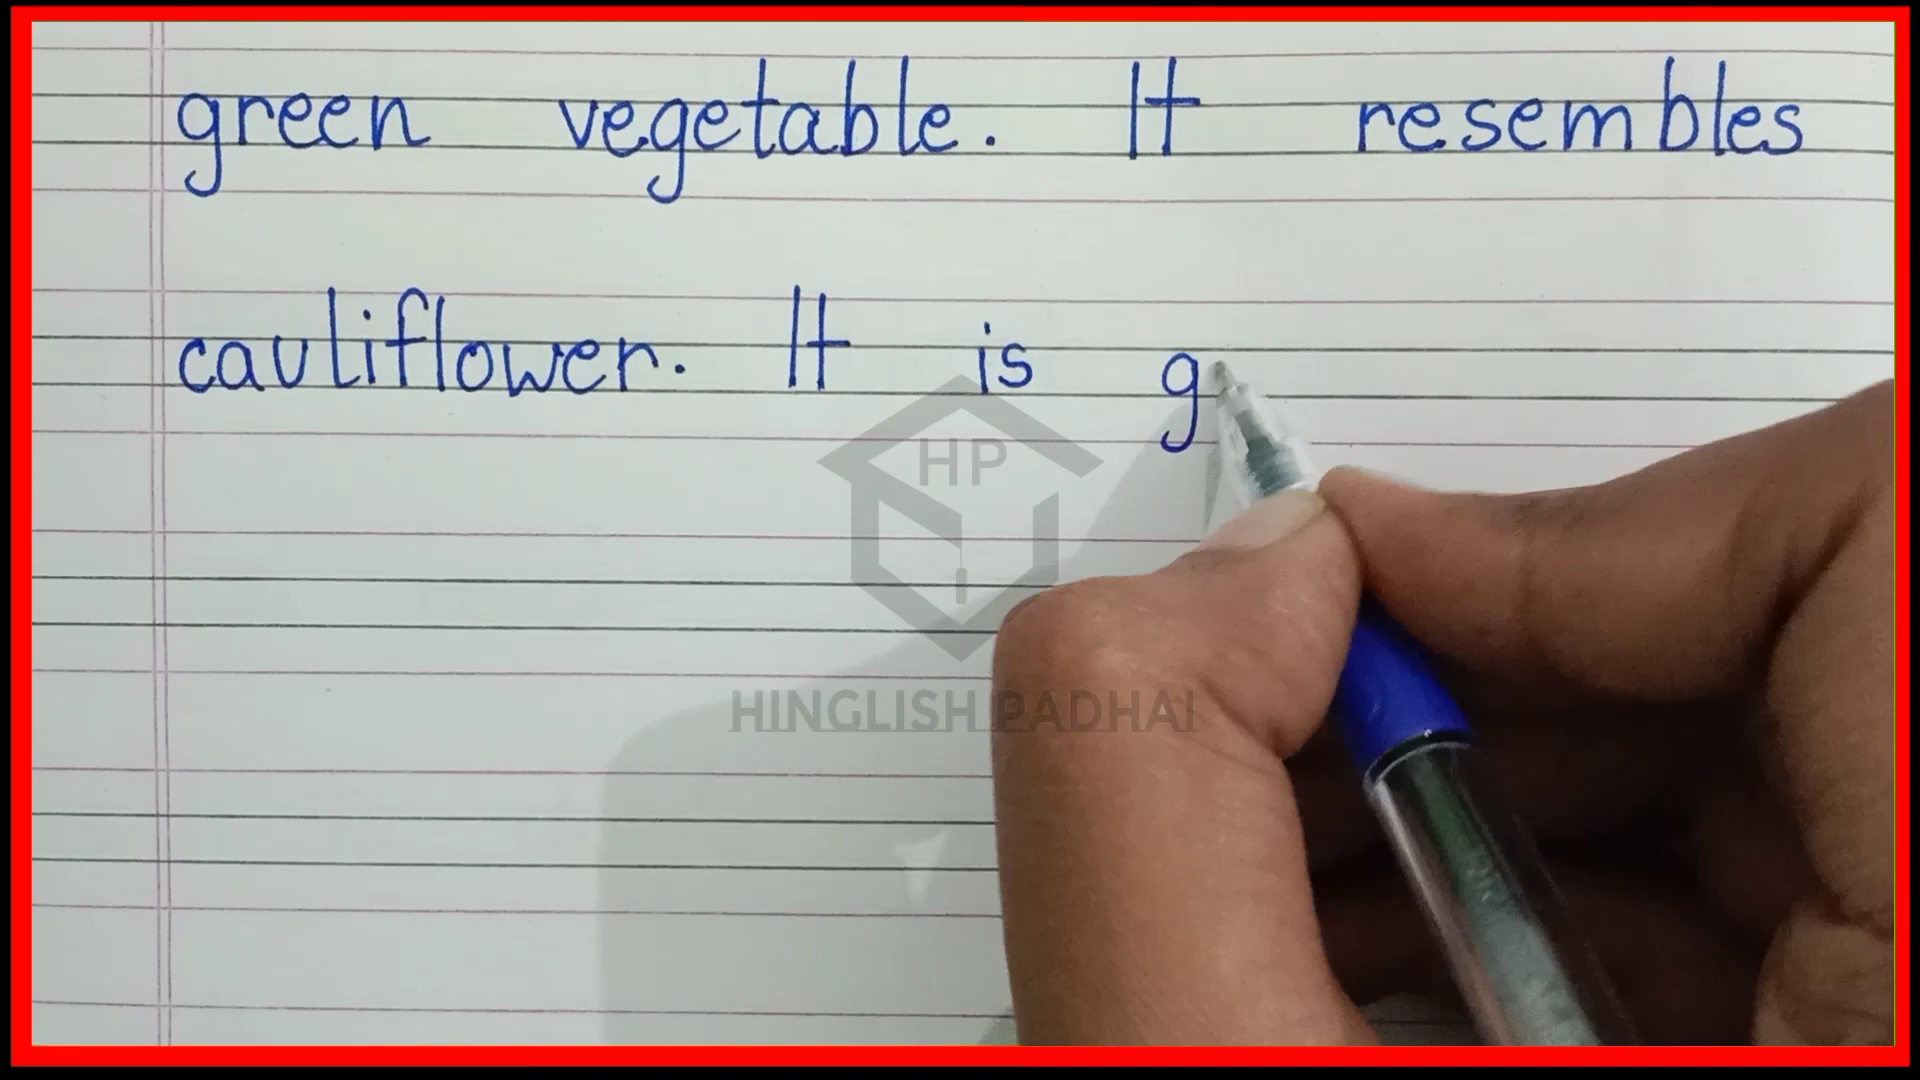 green vegetable. It resembles
cauliflower. It is g
HP
HINGLISH PADHAI